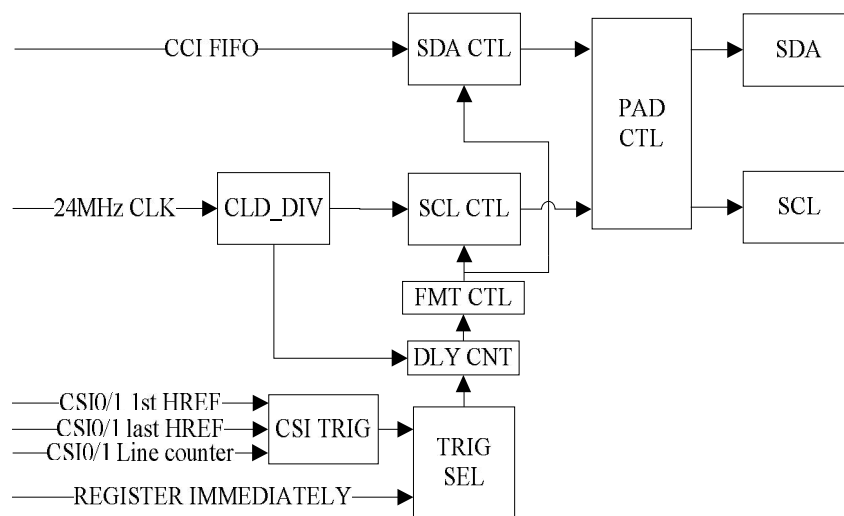 CCI FIFO
SDA CTL
SDA
PAD
CTL
24MHz CLK
CLD_DIV
SCL CTL
SCL
FMT CTL
DLY CNT
CSI0/1 1st HREF
CSI0/1 last HREF
CSI0/1 Line counter
CSI TRIG
TRIG
SEL
REGISTER IMMEDIATELY